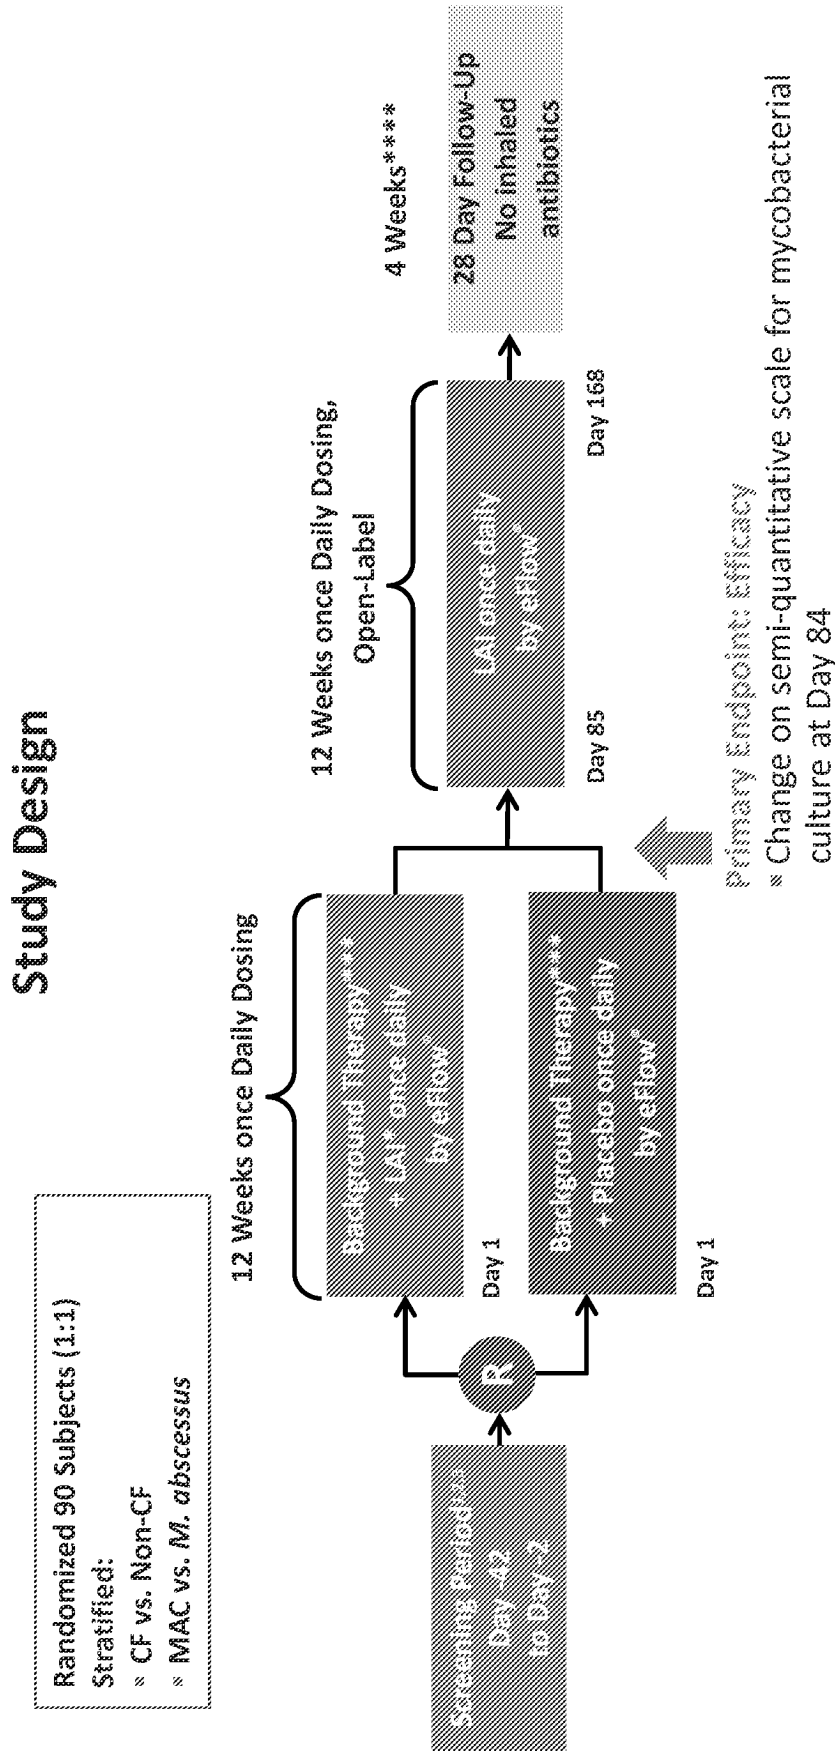 Study Design
Randomized 90 Subjects (1:1)
Stratified:
▪ CF vs. Non-CF
▪ MAC vs. M. abscessus
Screening Period***
Day -42
to Day -2
R
12 Weeks once Daily Dosing
Background Therapy****
+ LAI* once daily
by eFlow®
Day 1
Background Therapy****
+ Placebo once daily
by eFlow®
Day 1
12 Weeks once Daily Dosing,
Open-Label
LAI once daily
by eFlow®
Day 85
Day 168
4 Weeks****
28 Day Follow-Up
No inhaled
antibiotics
Primary Endpoint: Efficacy
▪ Change on semi-quantitative scale for mycobacterial
culture at Day 84